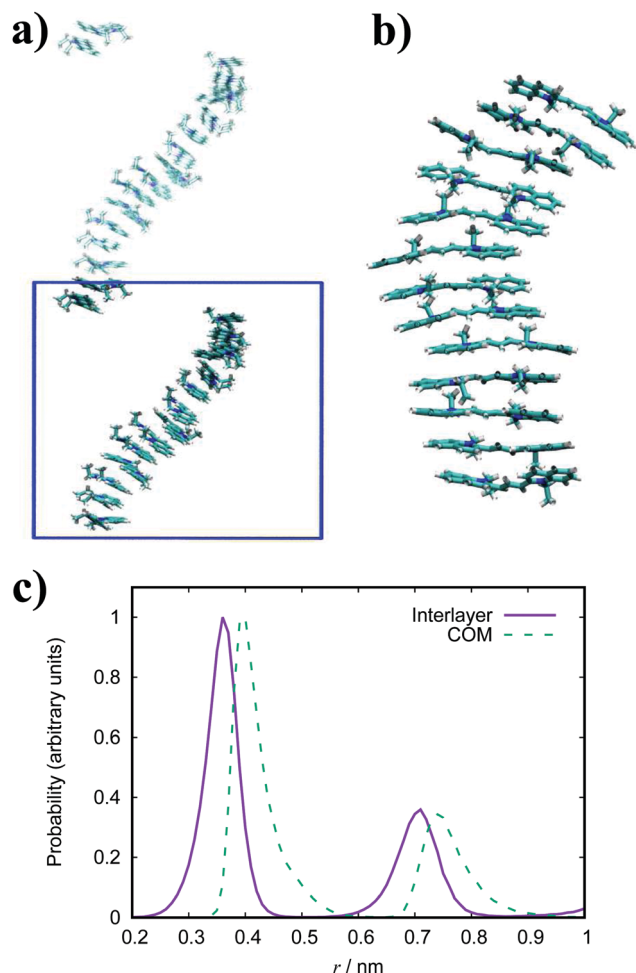 a)
b)
c)
Probability (arbitrary units)
1
0.8
0.6
0.4
0.2
0
Interlayer
COM
0.2 0.3 0.4 0.5 0.6 0.7 0.8 0.9 1
r / nm